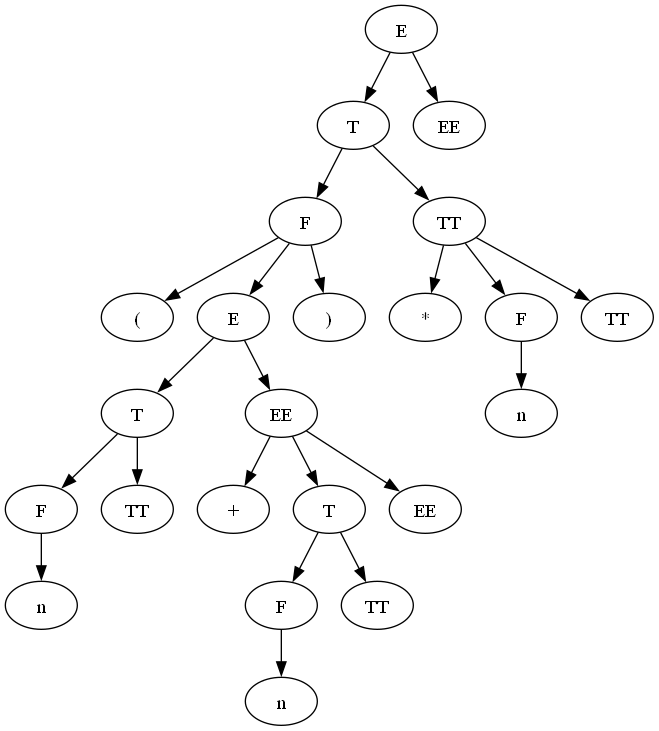 E
T EE
F TT
( E ) * F TT
T EE n
F TT + T EE
n F TT
n